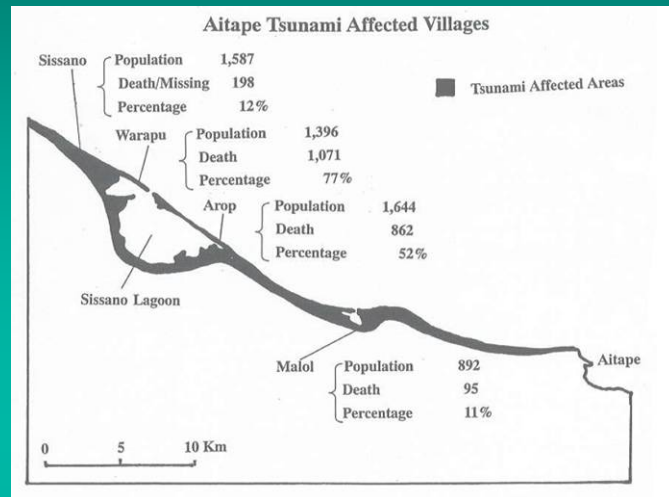 Aitape Tsunami Affected Villages
Sissano
Population 1,587
Death/Missing 198
Percentage 12%
Tsunami Affected Areas
Warapu
Population 1,396
Death 1,071
Percentage 77%
Arop
Population 1,644
Death 862
Percentage 52%
Sissano Lagoon
Malol
Population 892
Death 95
Percentage 11%
Aitape
0 5 10 Km